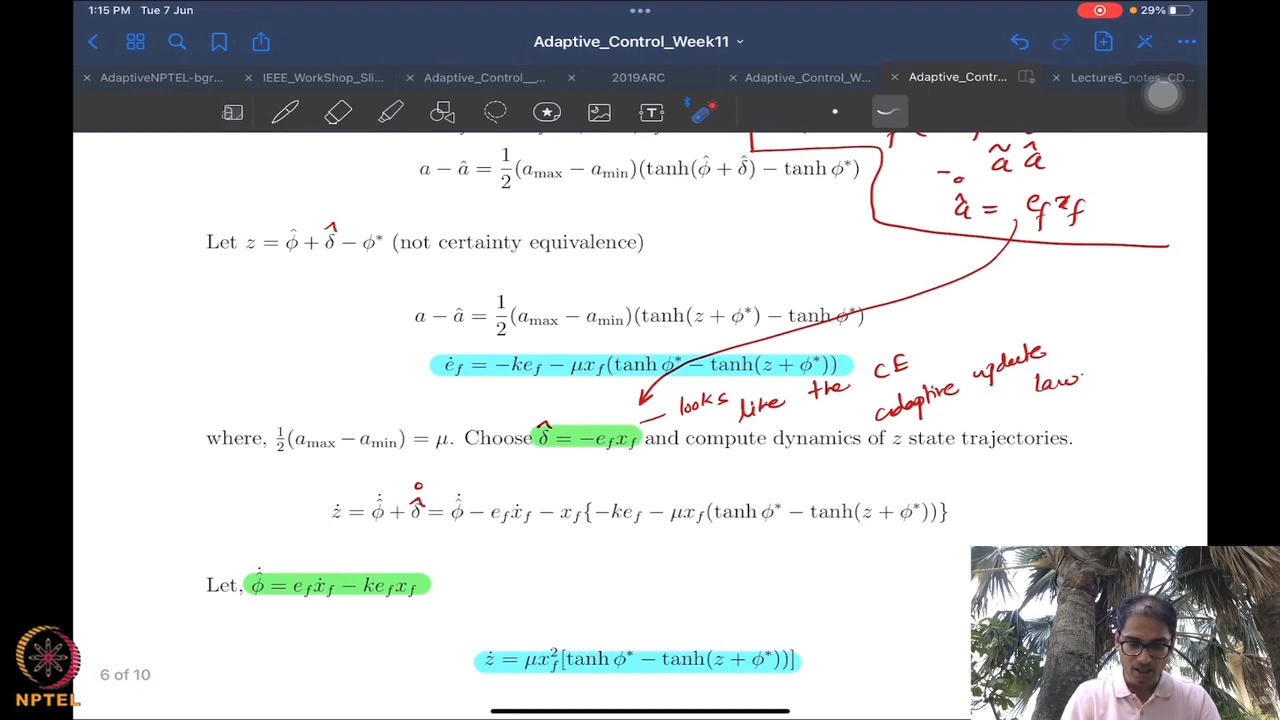 1:15 PM Tue 7 Jun
29%
Adaptive_Control_Week11
AdaptiveNPTEL-bgr...
IEEE_WorkShop_Sli...
Adaptive_Control__...
2019ARC
Adaptive_Control_W...
Adaptive_Contr...
Lecture6_notes_CD...
ã â
a − â = 1/2(a_max − a_min)(tanh(φ̂ + δ̂) − tanh φ*)
â̇ = e_f x_f
Let z = φ̂ + δ̂ − φ* (not certainty equivalence)
a − â = 1/2(a_max − a_min)(tanh(z + φ*) − tanh φ*)
ė_f = −ke_f − μx_f(tanh φ* − tanh(z + φ*))
looks like the CE
adaptive update
law.
where, 1/2(a_max − a_min) = μ. Choose δ̂ = −e_f x_f and compute dynamics of z state trajectories.
ż = φ̂̇ + δ̂̇ = φ̂̇ − e_f ẋ_f − x_f{−ke_f − μx_f(tanh φ* − tanh(z + φ*))}
Let, φ̂̇ = e_f ẋ_f − ke_f x_f
ż = μx_f²[tanh φ* − tanh(z + φ*))]
6 of 10
NPTEL